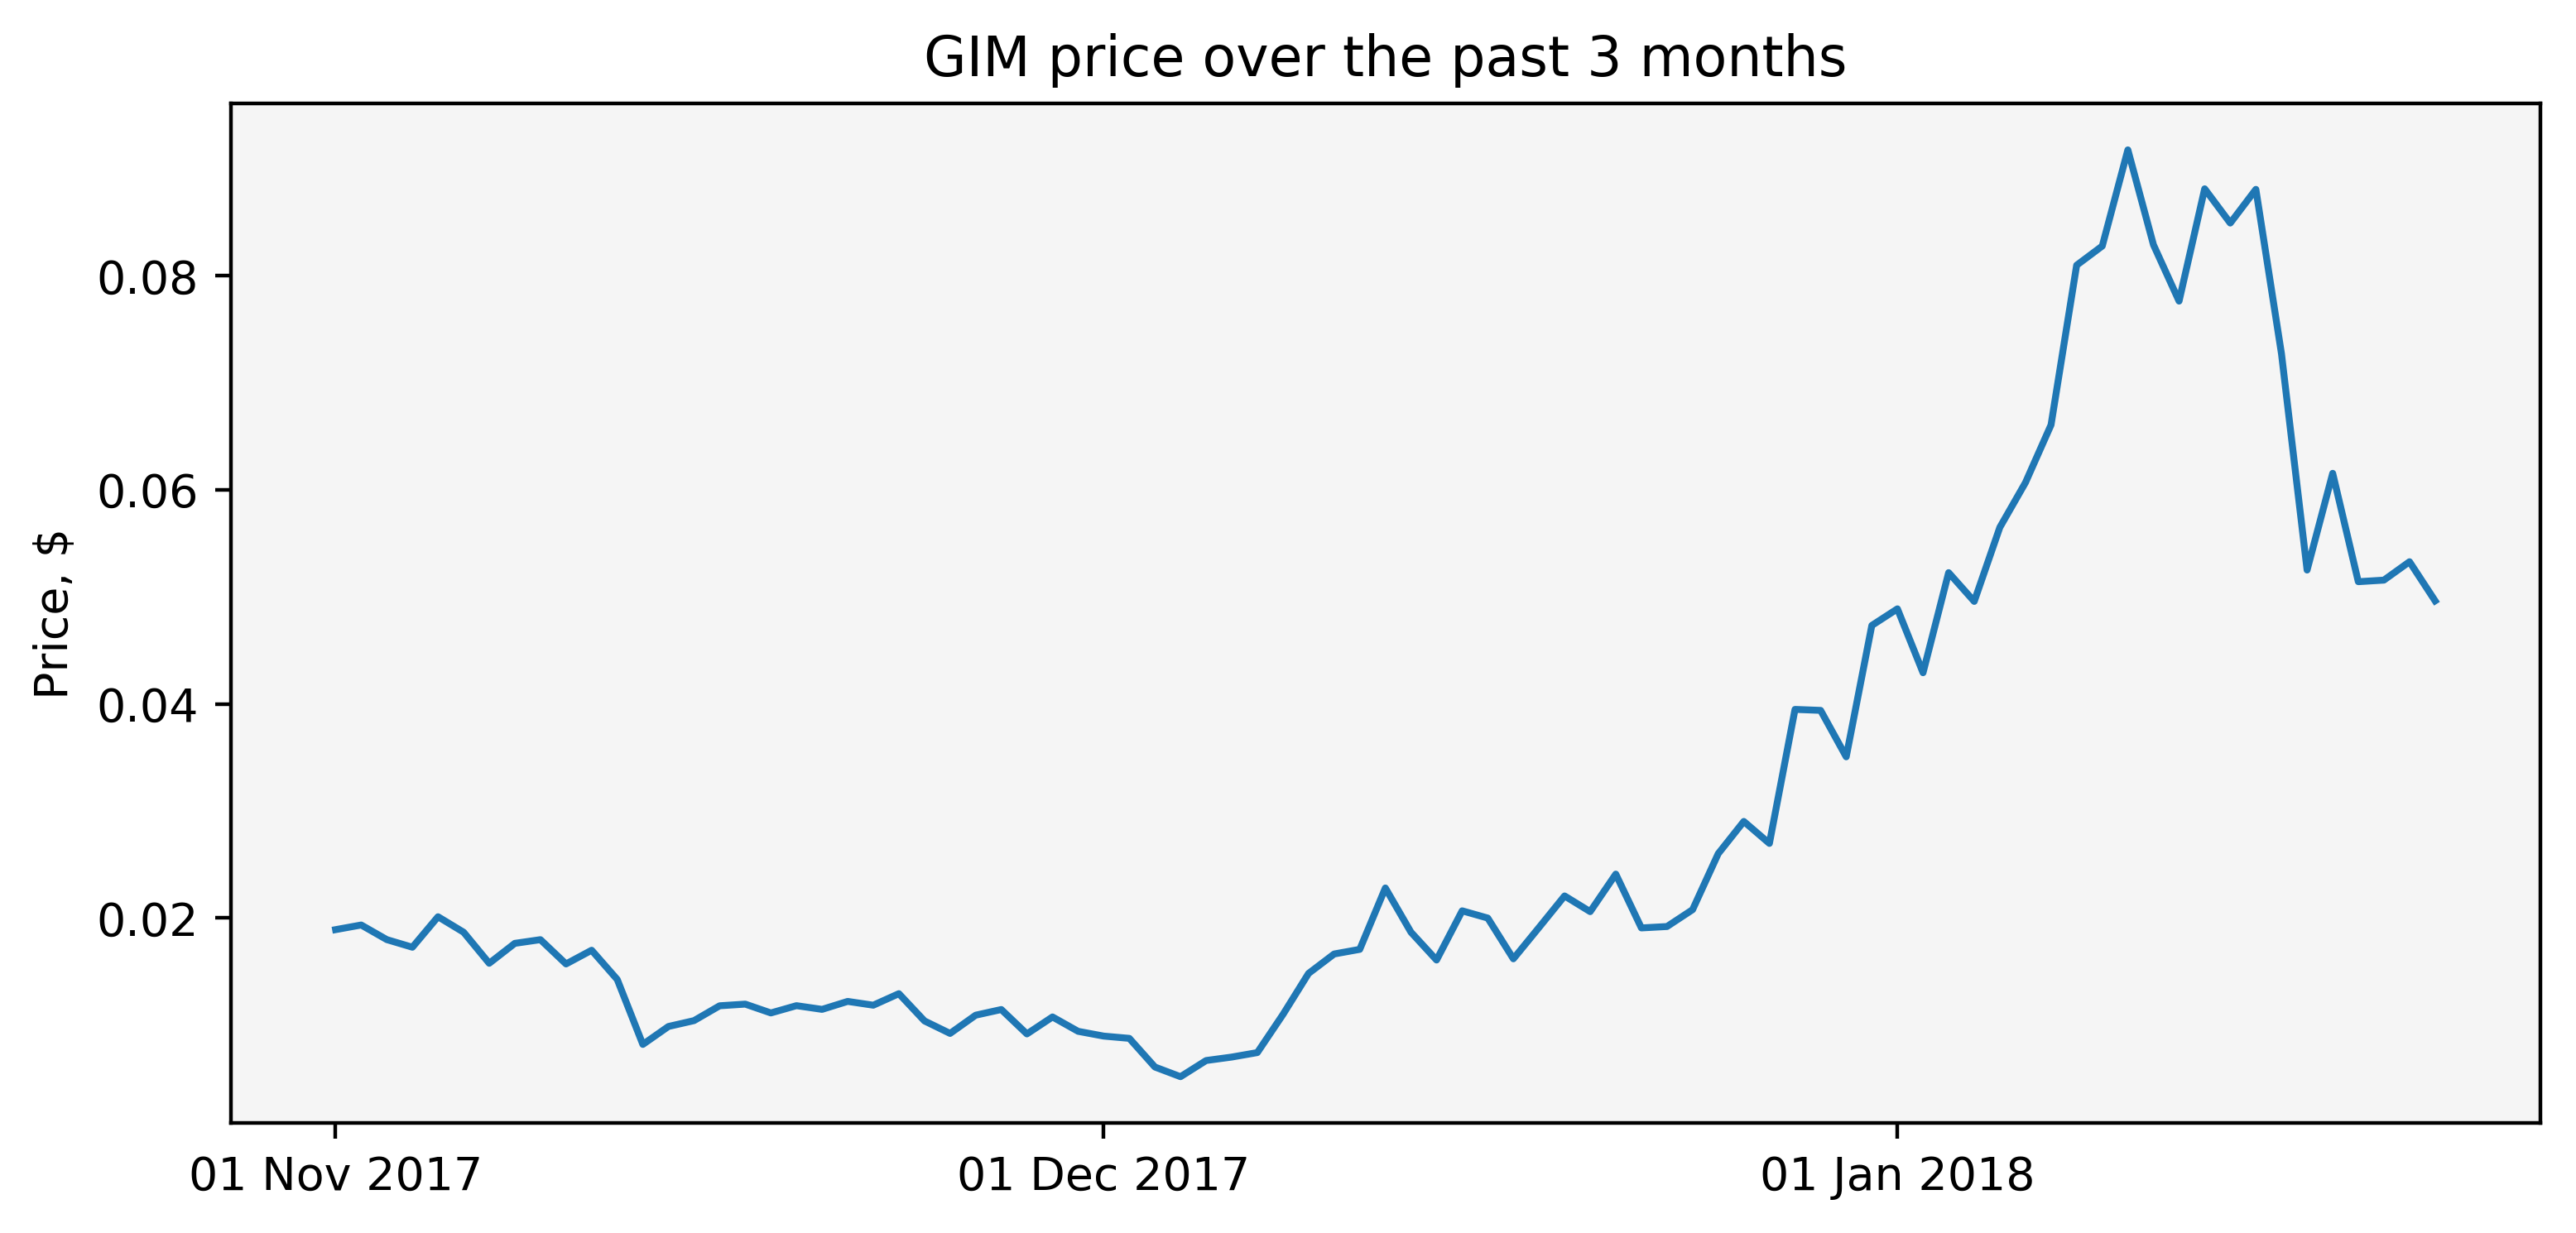 GIM price over the past 3 months
Price, $
0.08
0.06
0.04
0.02
01 Nov 2017
01 Dec 2017
01 Jan 2018